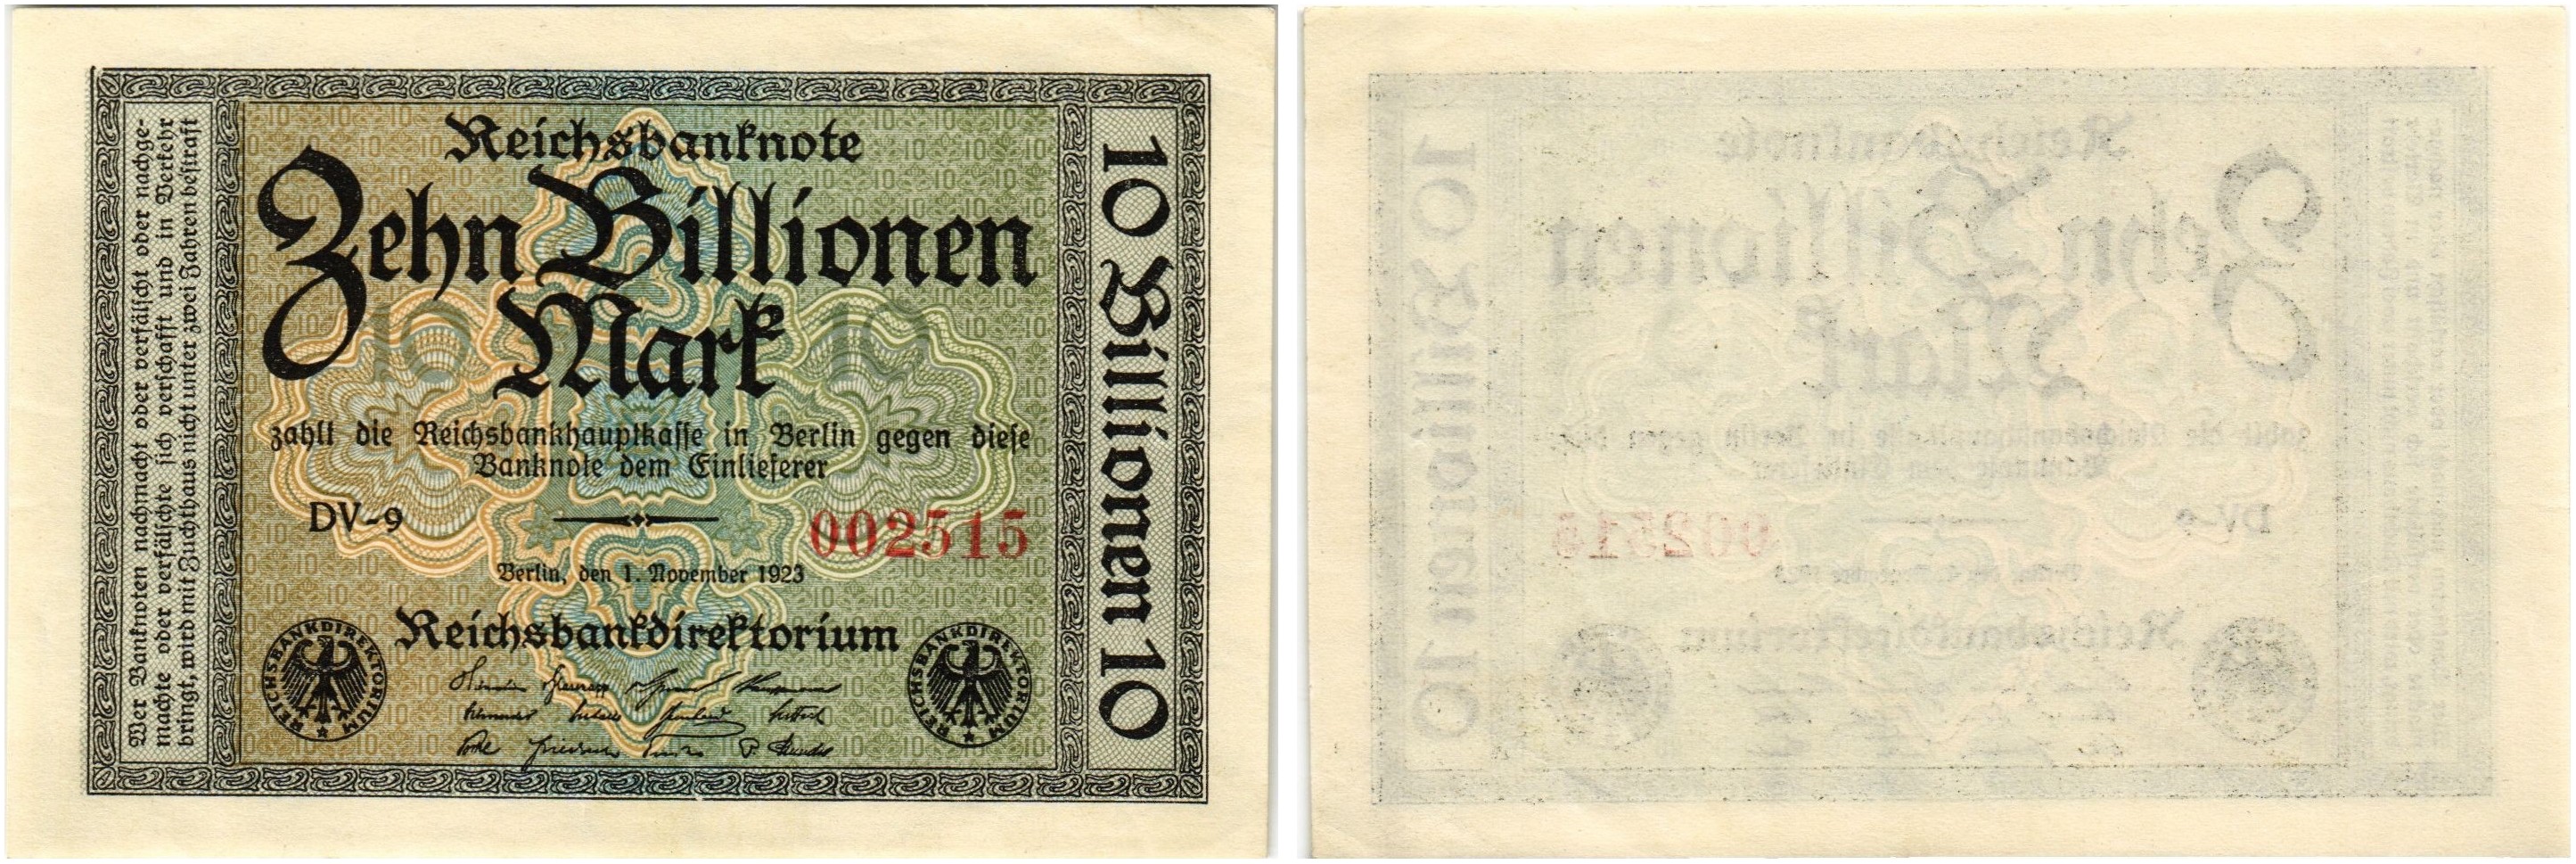 Reichsbanknote
Zehn Billionen
Mark
10 10
zahlt die Reichsbankhauptkasse in Berlin gegen diese
Banknote dem Einlieferer
DV-9
002515
Berlin, den 1. November 1923
Reichsbankdirektorium
REICHSBANKDIREKTORIUM
REICHSBANKDIREKTORIUM
Wer Banknoten nachmacht oder verfälscht oder nachge-
machte oder verfälschte sich verschafft und in Verkehr
bringt, wird mit Zuchthaus nicht unter zwei Jahren bestraft
10 Billionen 10